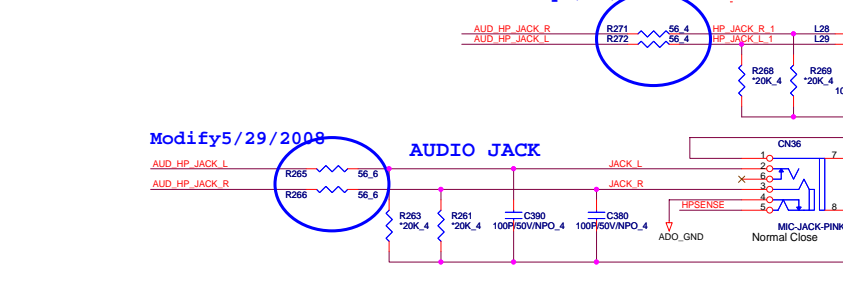 AUD_HP_JACK_R R271 56_4 HP_JACK_R_1 L28
AUD_HP_JACK_L R272 56_4 HP_JACK_L_1 L29
R268 R269
*20K_4 *20K_4
10
Modify5/29/2008
AUDIO JACK
CN36
AUD_HP_JACK_L R265 56_6 JACK_L
AUD_HP_JACK_R R266 56_6 JACK_R
1
2
6
3
4
5
7
8
HPSENSE
R263 R261 C390 C380
*20K_4 *20K_4 100P/50V/NPO_4 100P/50V/NPO_4
ADO_GND
MIC-JACK-PINK
Normal Close